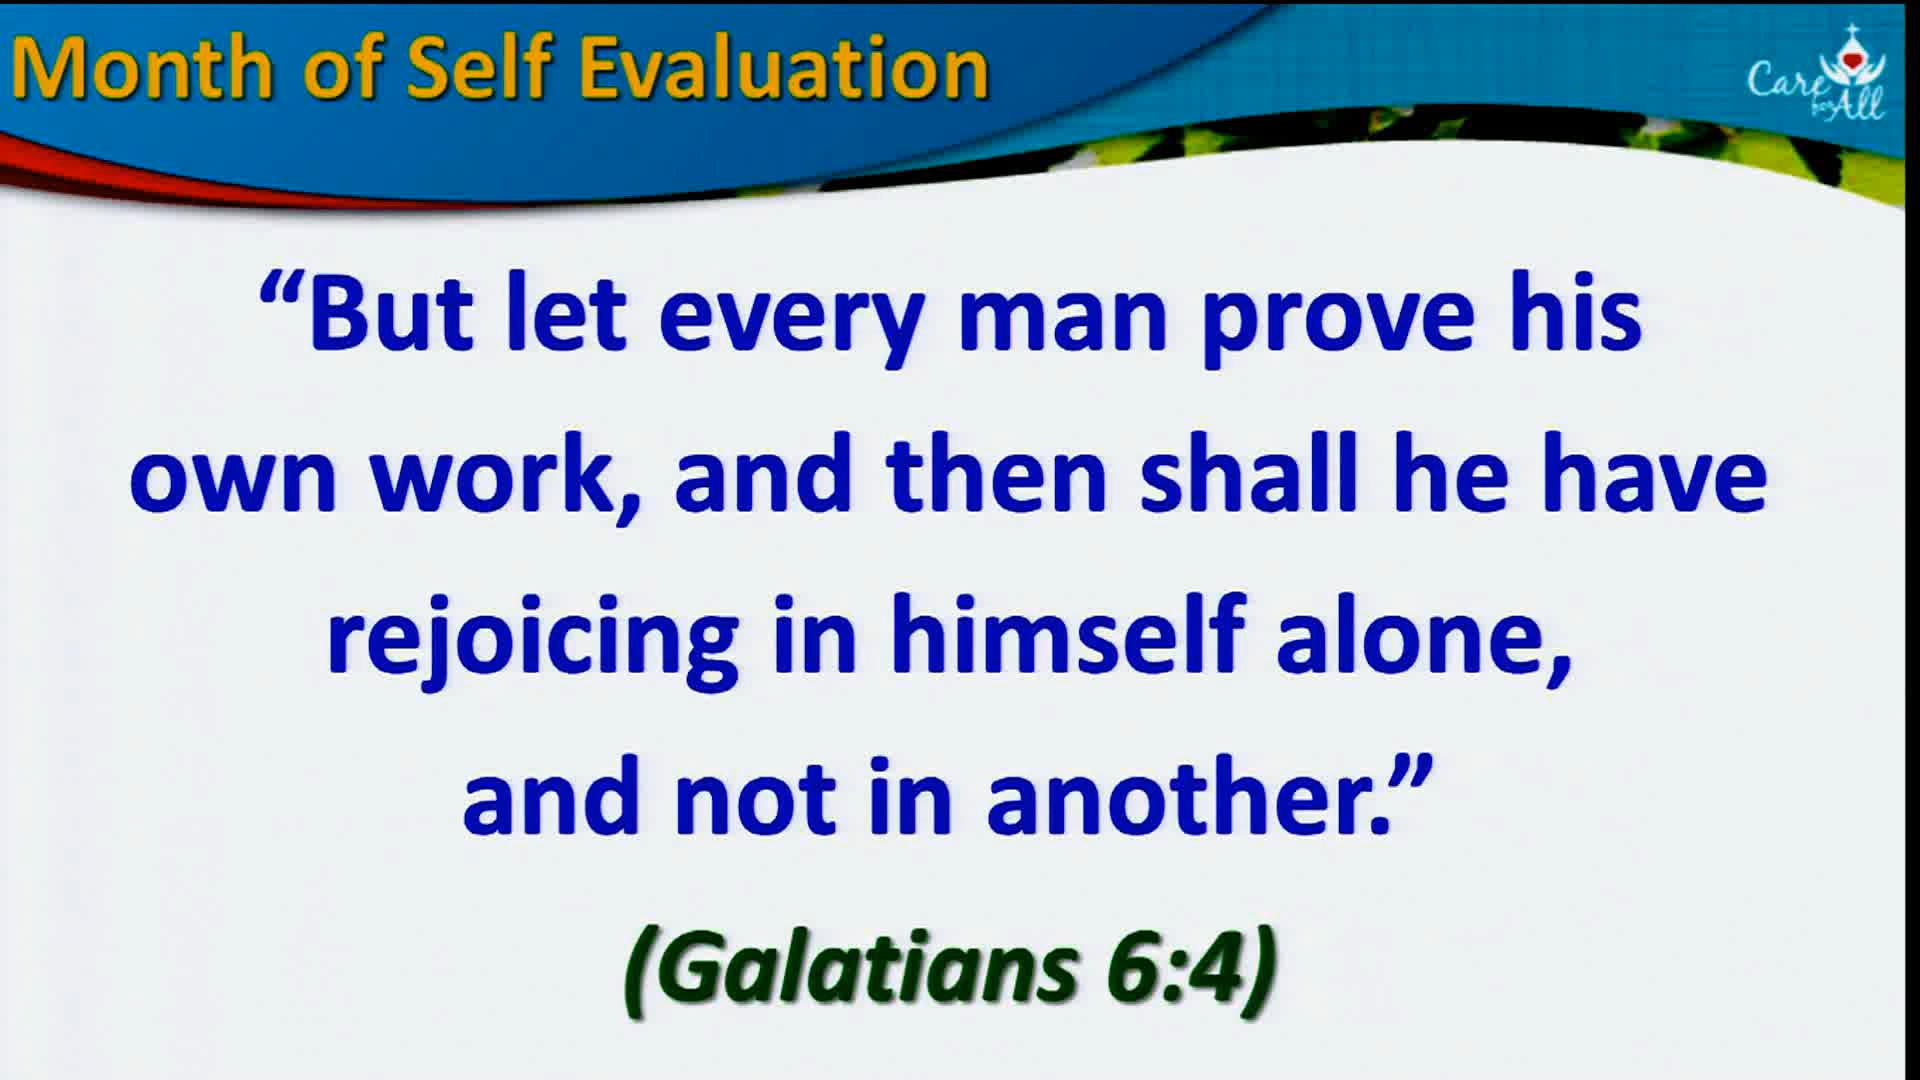 Month of Self Evaluation
Care
for All
“But let every man prove his
own work, and then shall he have
rejoicing in himself alone,
and not in another.”
(Galatians 6:4)